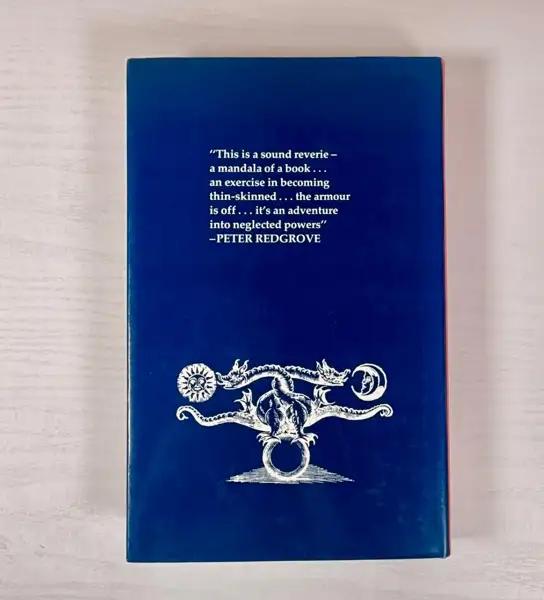 "This is a sound reverie –
a mandala of a book . . .
an exercise in becoming
thin-skinned . . . the armour
is off . . . it's an adventure
into neglected powers"
–PETER REDGROVE